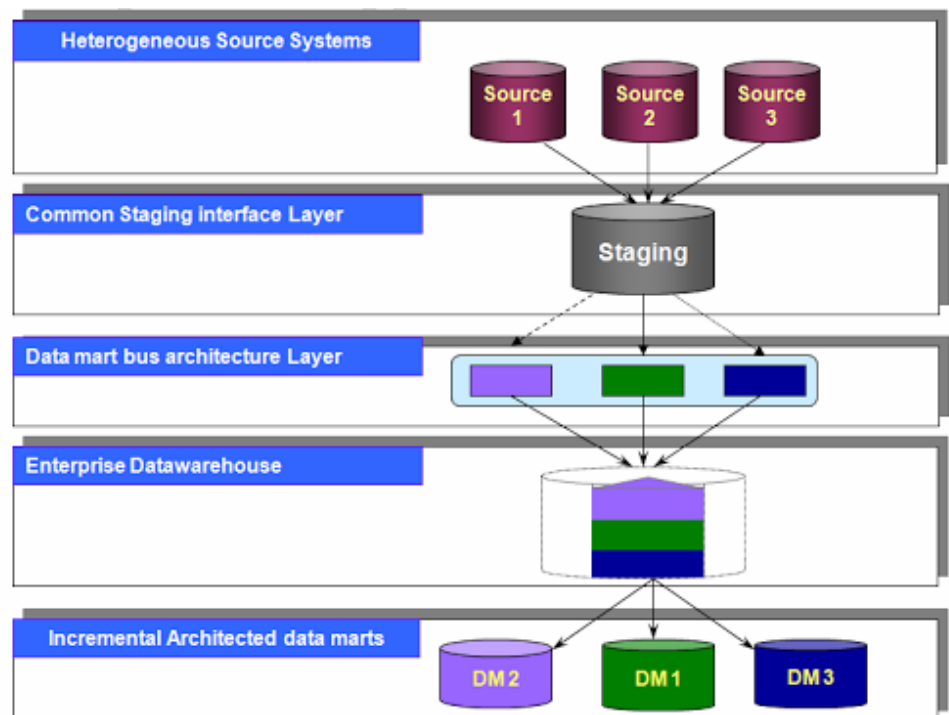 Heterogeneous Source Systems
Source
1
Source
2
Source
3
Common Staging interface Layer
Staging
Data mart bus architecture Layer
Enterprise Datawarehouse
Incremental Architected data marts
DM 2
DM 1
DM 3